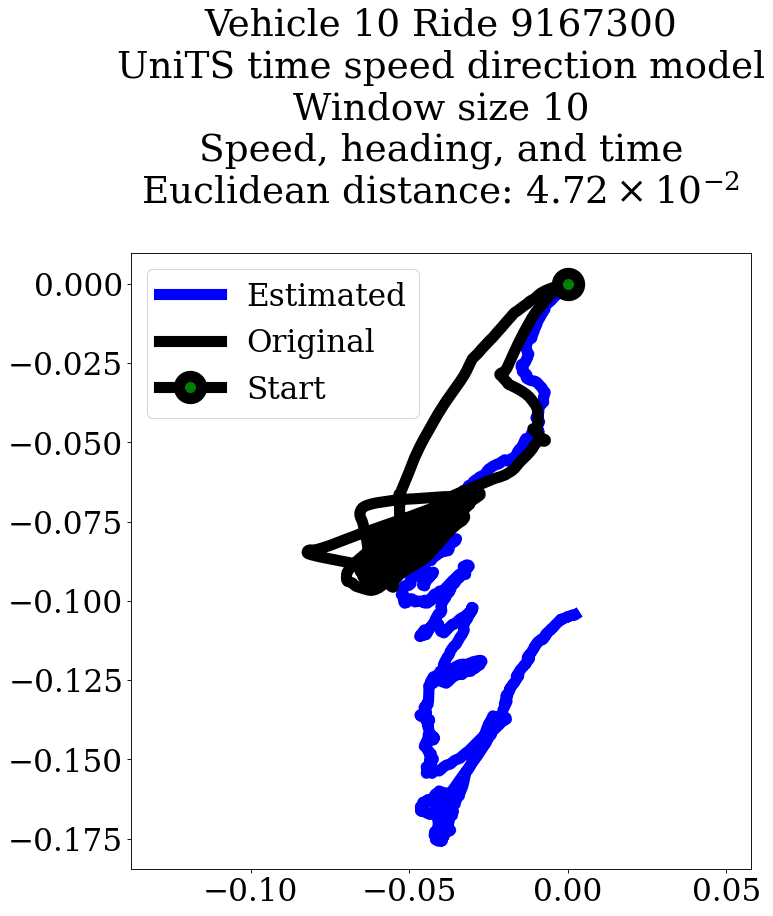 Vehicle 10 Ride 9167300
UniTS time speed direction model
Window size 10
Speed, heading, and time
Euclidean distance: 4.72 × 10⁻²
Estimated
Original
Start
0.000
−0.025
−0.050
−0.075
−0.100
−0.125
−0.150
−0.175
−0.10 −0.05 0.00 0.05